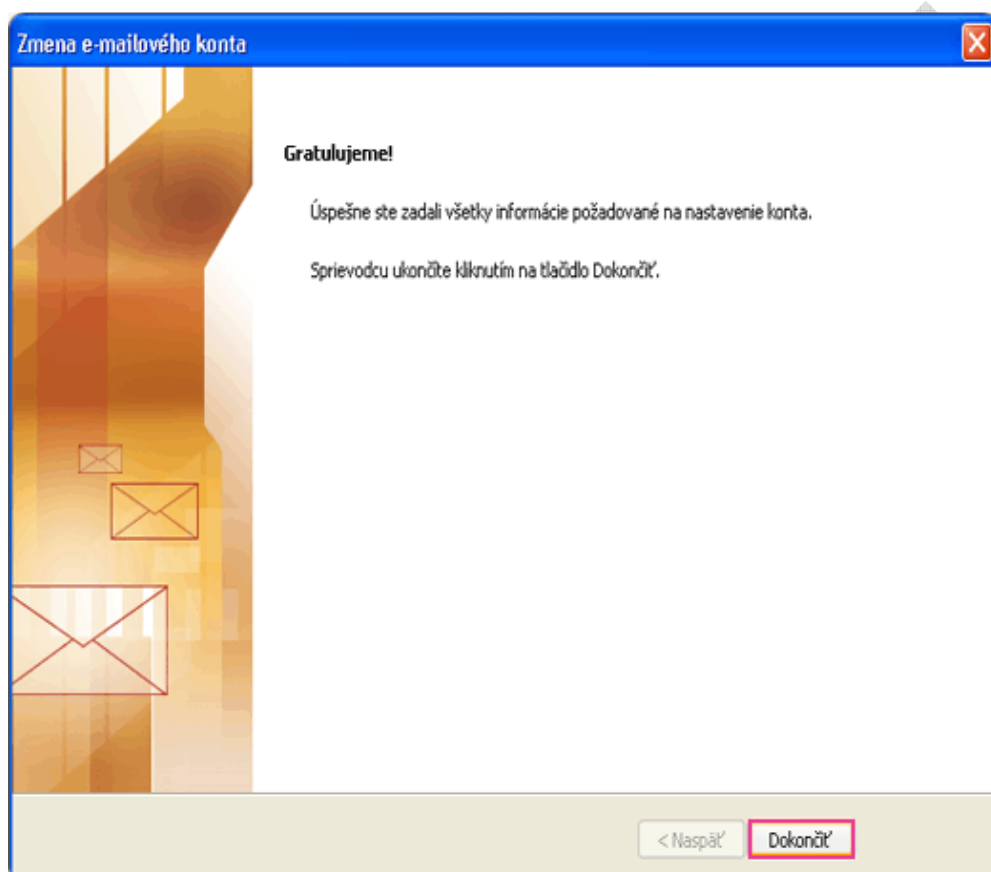 Zmena e-mailového konta
Gratulujeme!
Úspešne ste zadali všetky informácie požadované na nastavenie konta.
Sprievodcu ukončíte kliknutím na tlačidlo Dokončiť.
< Naspäť
Dokončiť